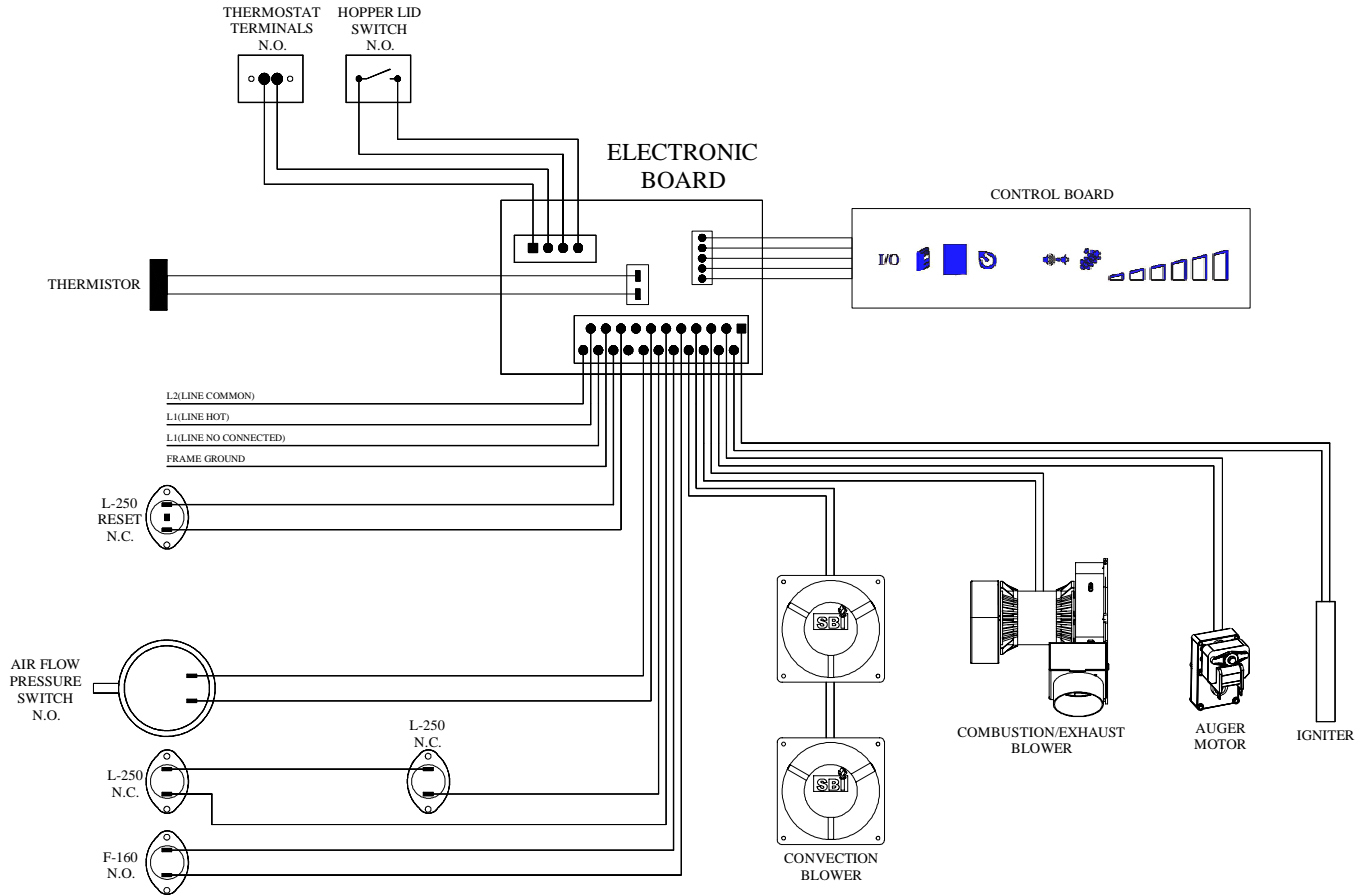 THERMOSTAT
TERMINALS
N.O.
HOPPER LID
SWITCH
N.O.
ELECTRONIC
BOARD
CONTROL BOARD
I/O
THERMISTOR
L2(LINE COMMON)
L1(LINE HOT)
L1(LINE NO CONNECTED)
FRAME GROUND
L-250
RESET
N.C.
AIR FLOW
PRESSURE
SWITCH
N.O.
L-250
N.C.
L-250
N.C.
F-160
N.O.
SBI
SBI
CONVECTION
BLOWER
COMBUSTION/EXHAUST
BLOWER
AUGER
MOTOR
IGNITER